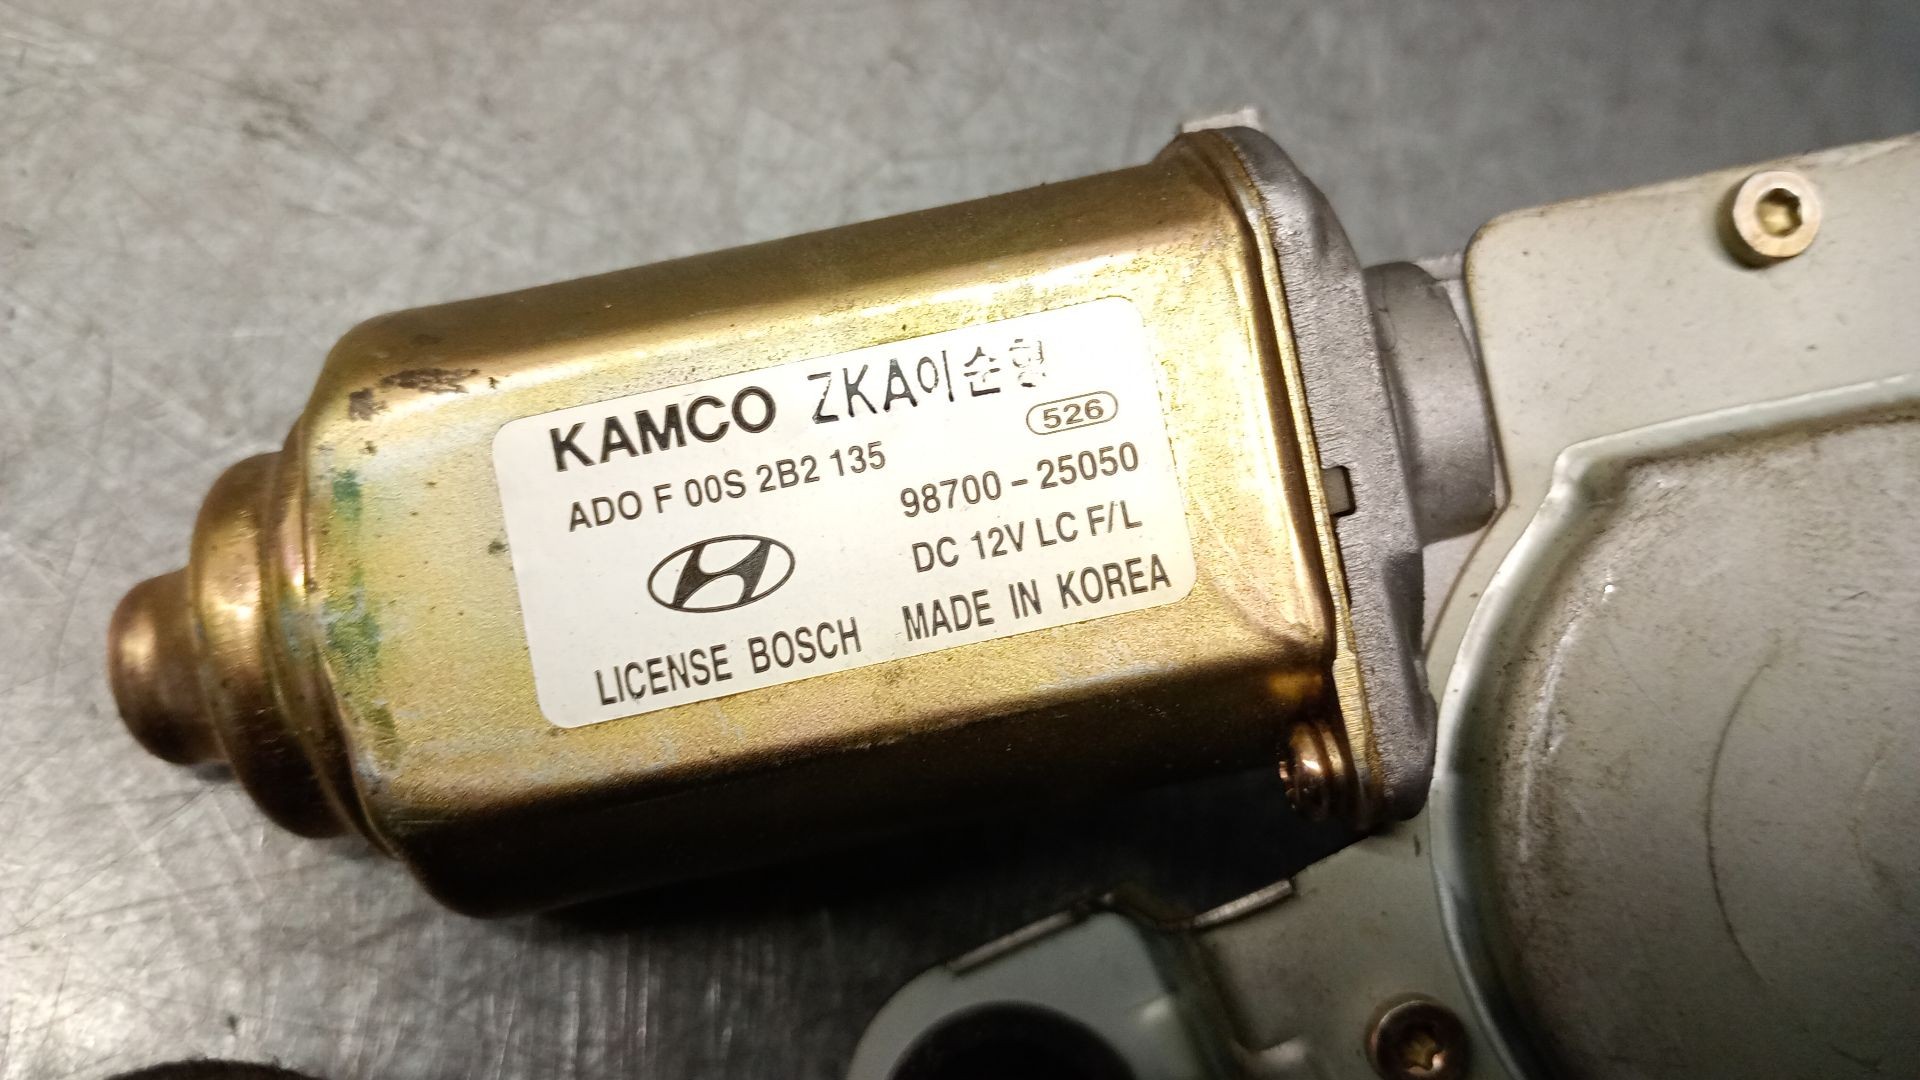 KAMCO ZKA이순형
526
ADO F 00S 2B2 135
98700-25050
DC 12V LC F/L
LICENSE BOSCH MADE IN KOREA